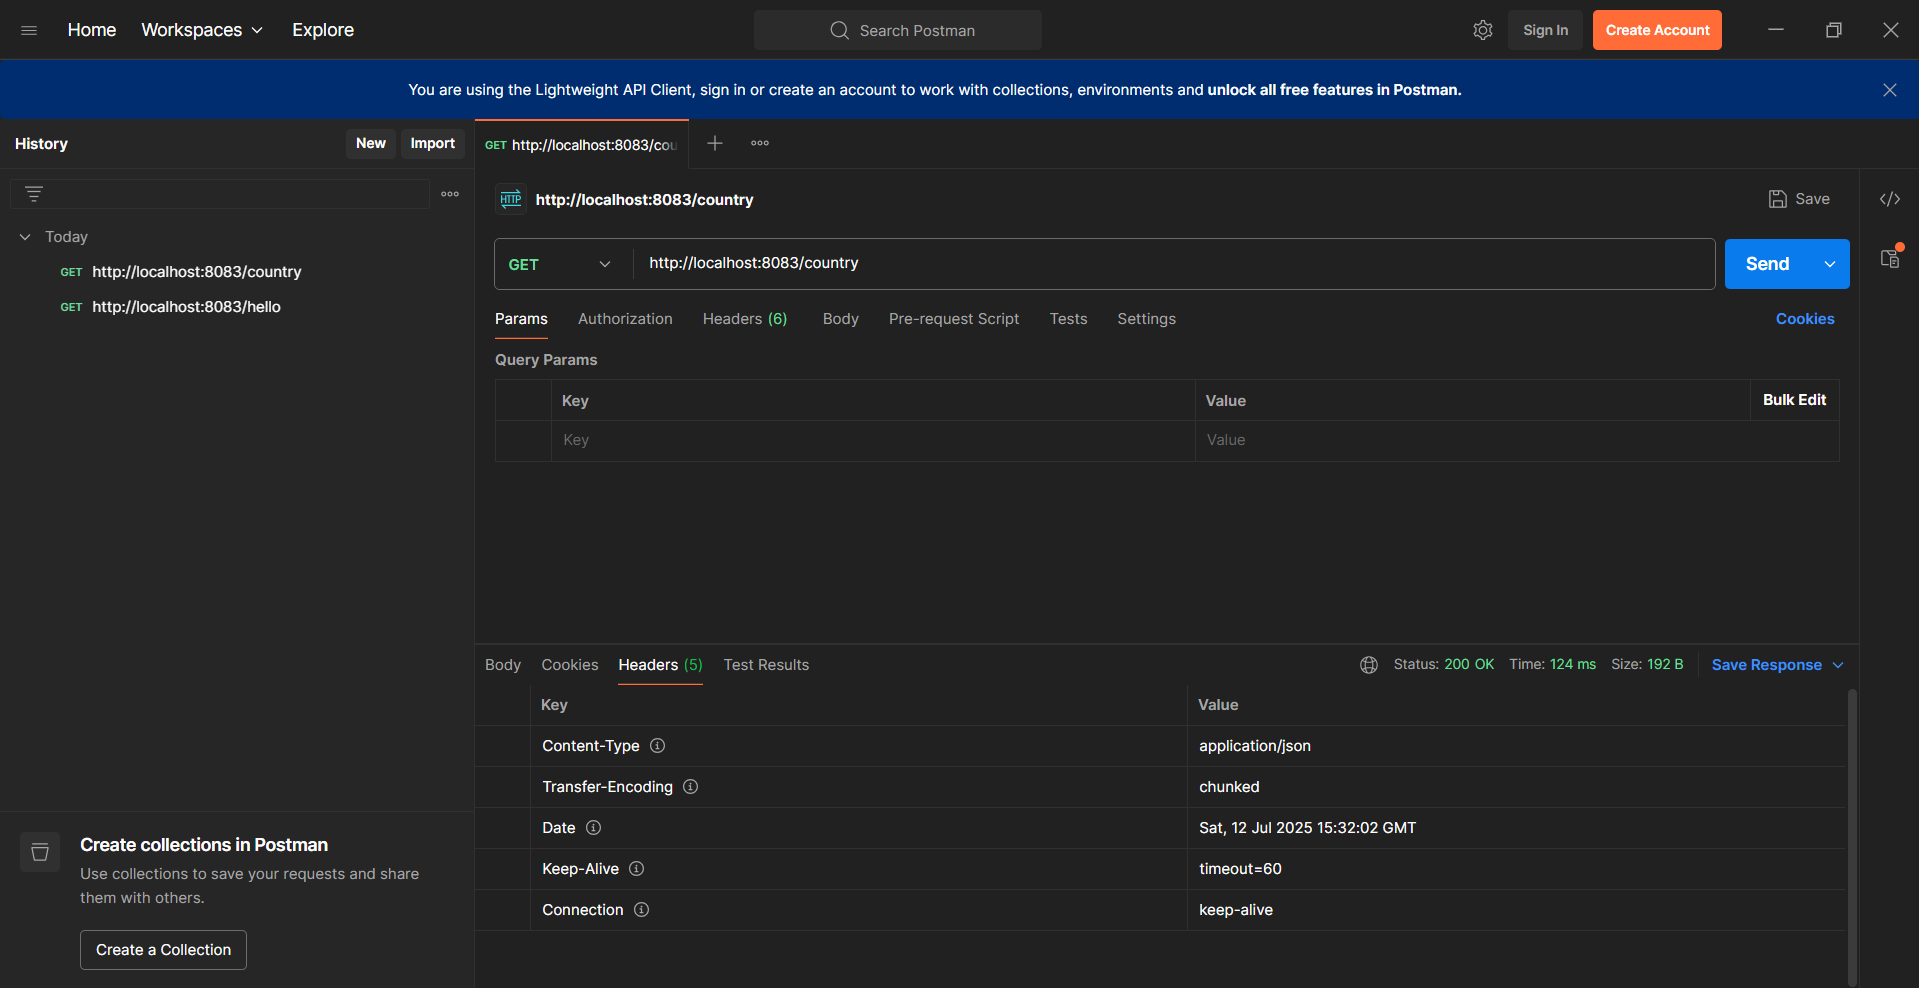 Home Workspaces Explore Search Postman Sign In Create Account
You are using the Lightweight API Client, sign in or create an account to work with collections, environments and unlock all free features in Postman.
History New Import
GET http://localhost:8083/cou
HTTP http://localhost:8083/country Save
Today
GET http://localhost:8083/country
GET http://localhost:8083/hello
GET http://localhost:8083/country Send
Params Authorization Headers (6) Body Pre-request Script Tests Settings Cookies
Query Params
Key Value Bulk Edit
Key Value
Body Cookies Headers (5) Test Results Status: 200 OK Time: 124 ms Size: 192 B Save Response
Key Value
Content-Type application/json
Transfer-Encoding chunked
Date Sat, 12 Jul 2025 15:32:02 GMT
Keep-Alive timeout=60
Connection keep-alive
Create collections in Postman
Use collections to save your requests and share
them with others.
Create a Collection